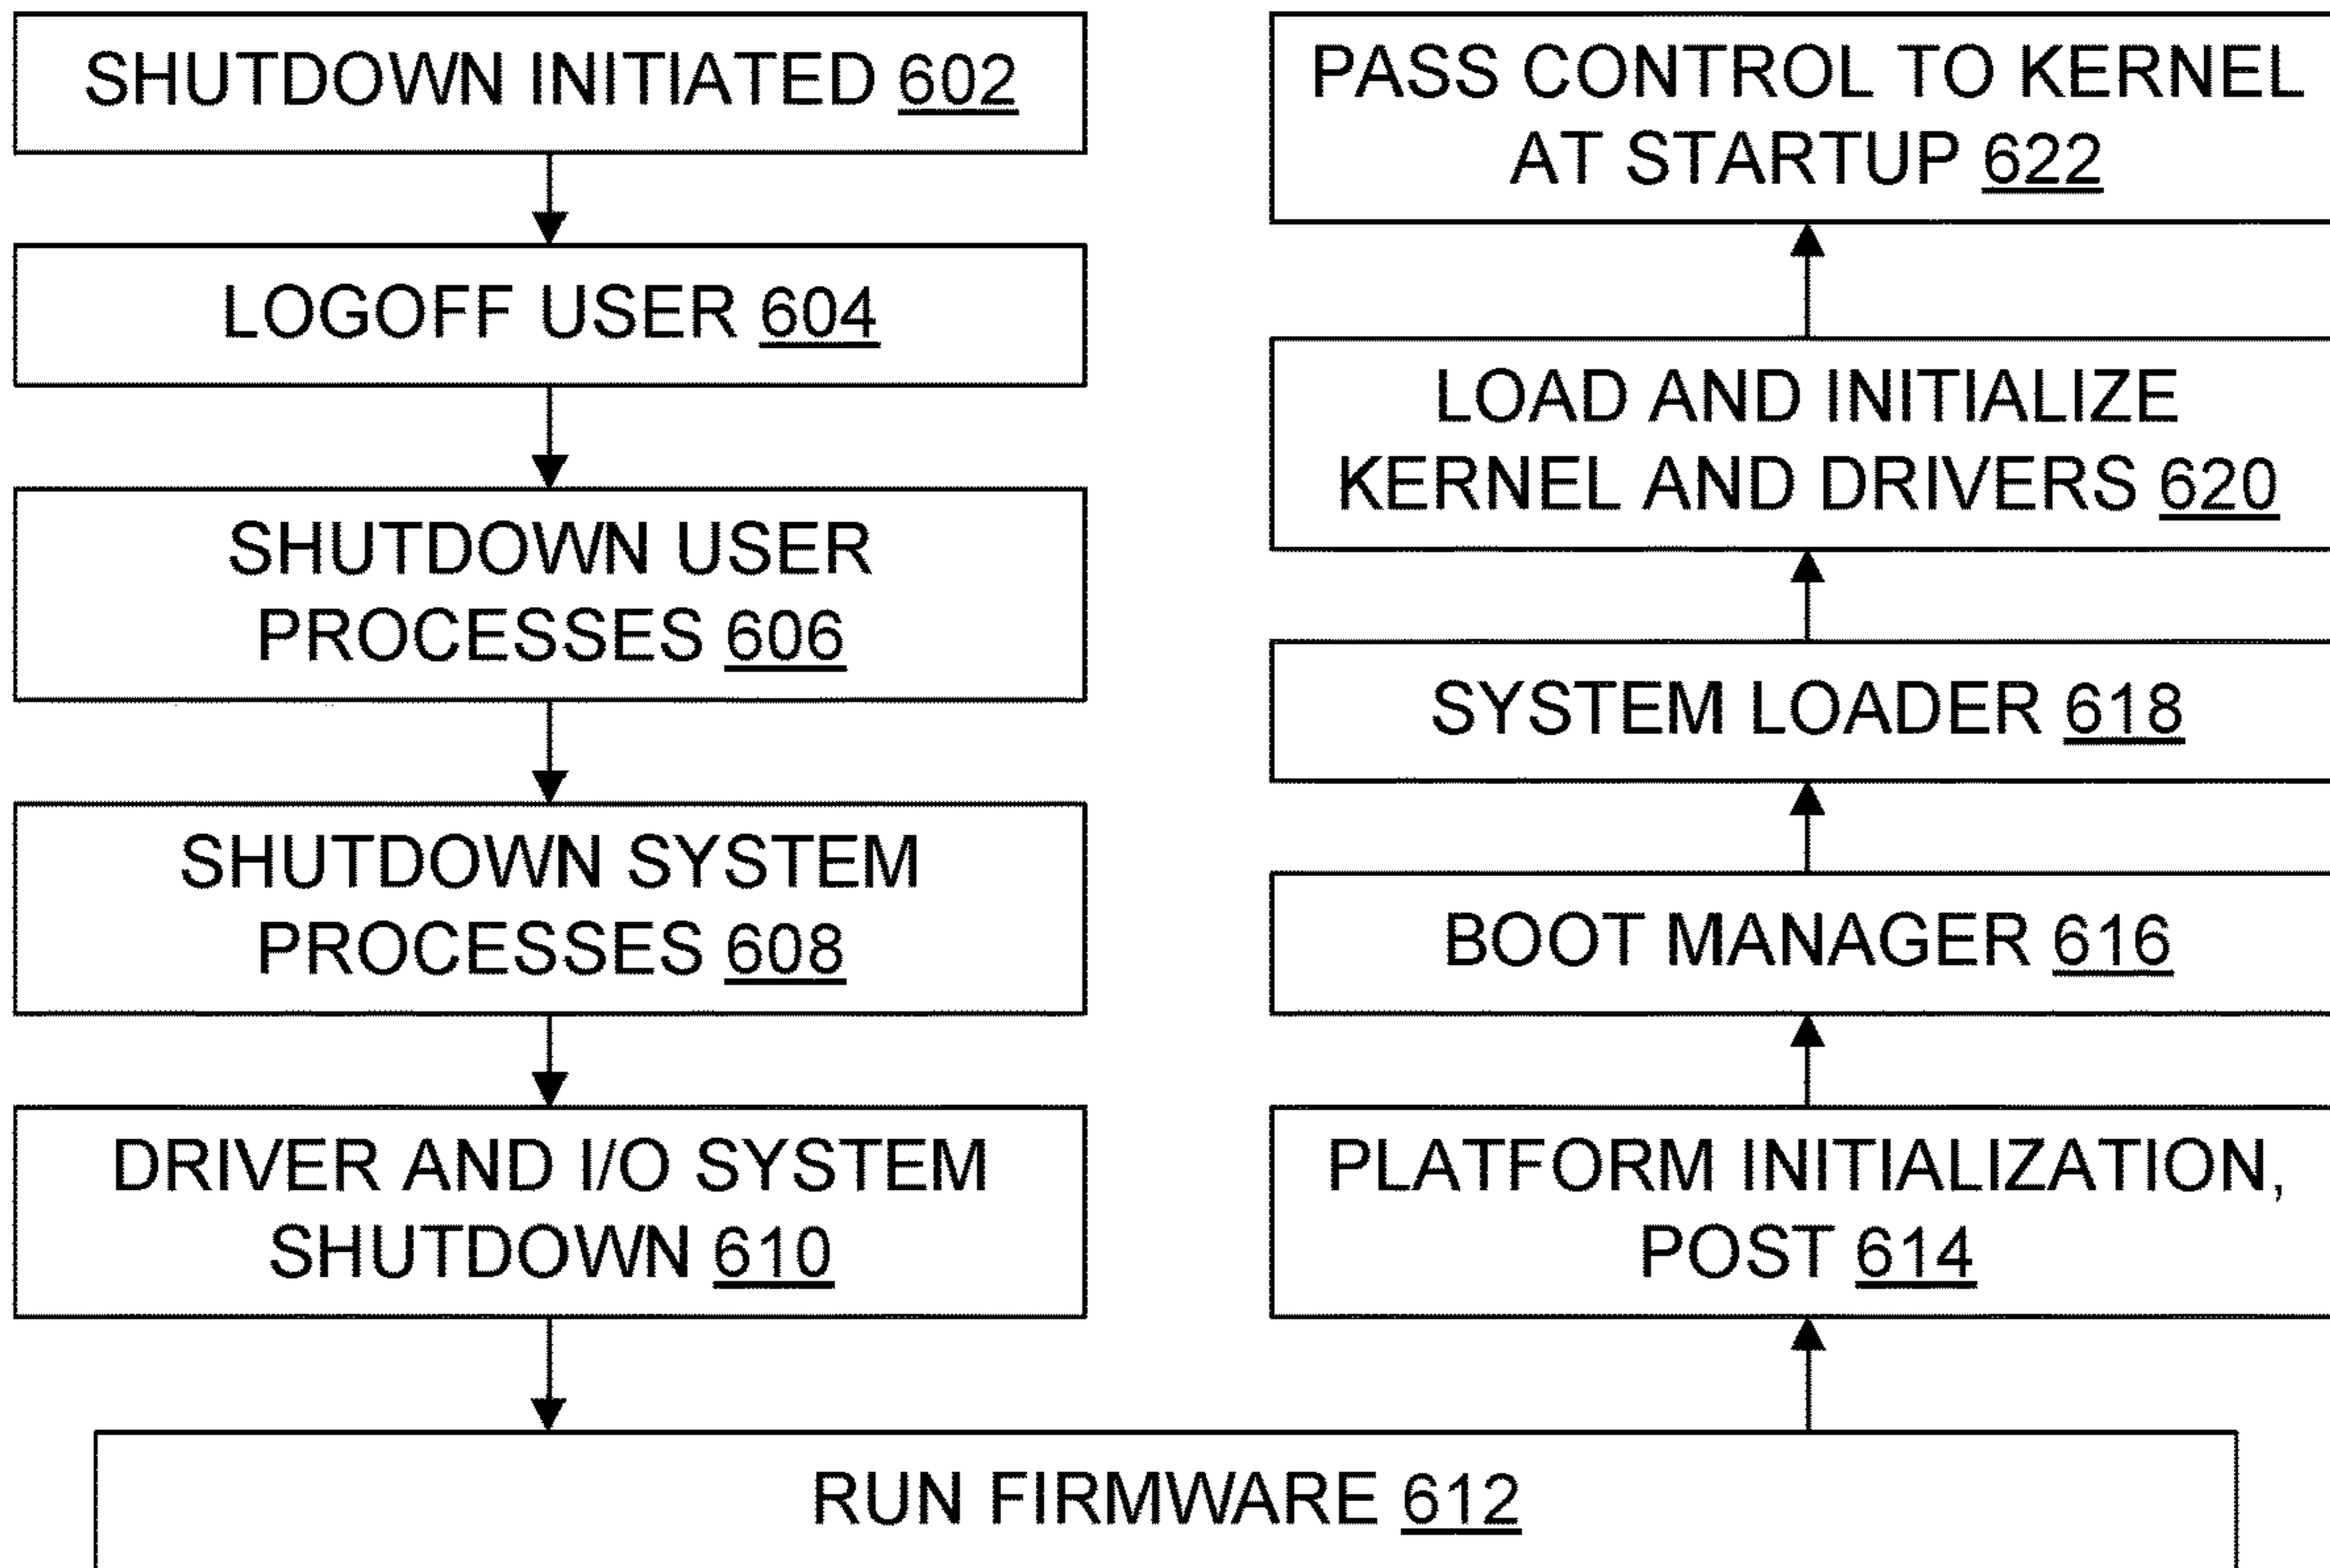 SHUTDOWN INITIATED 602
LOGOFF USER 604
SHUTDOWN USER
PROCESSES 606
SHUTDOWN SYSTEM
PROCESSES 608
DRIVER AND I/O SYSTEM
SHUTDOWN 610
RUN FIRMWARE 612
PLATFORM INITIALIZATION,
POST 614
BOOT MANAGER 616
SYSTEM LOADER 618
LOAD AND INITIALIZE
KERNEL AND DRIVERS 620
PASS CONTROL TO KERNEL
AT STARTUP 622